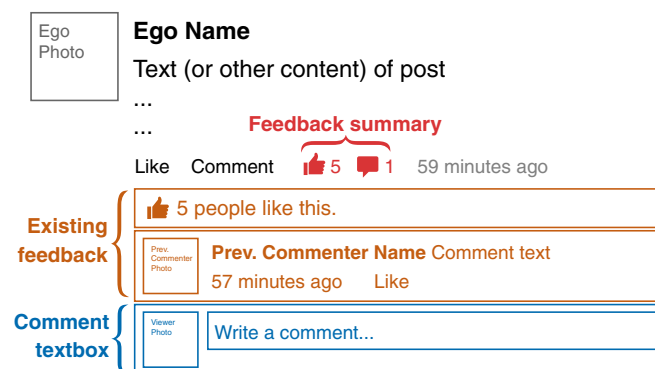 Ego
Photo
Ego Name
Text (or other content) of post
...
...
Feedback summary
Like Comment 5 1 59 minutes ago
Existing
feedback
5 people like this.
Prev.
Commenter
Photo
Prev. Commenter Name Comment text
57 minutes ago Like
Comment
textbox
Viewer
Photo
Write a comment...